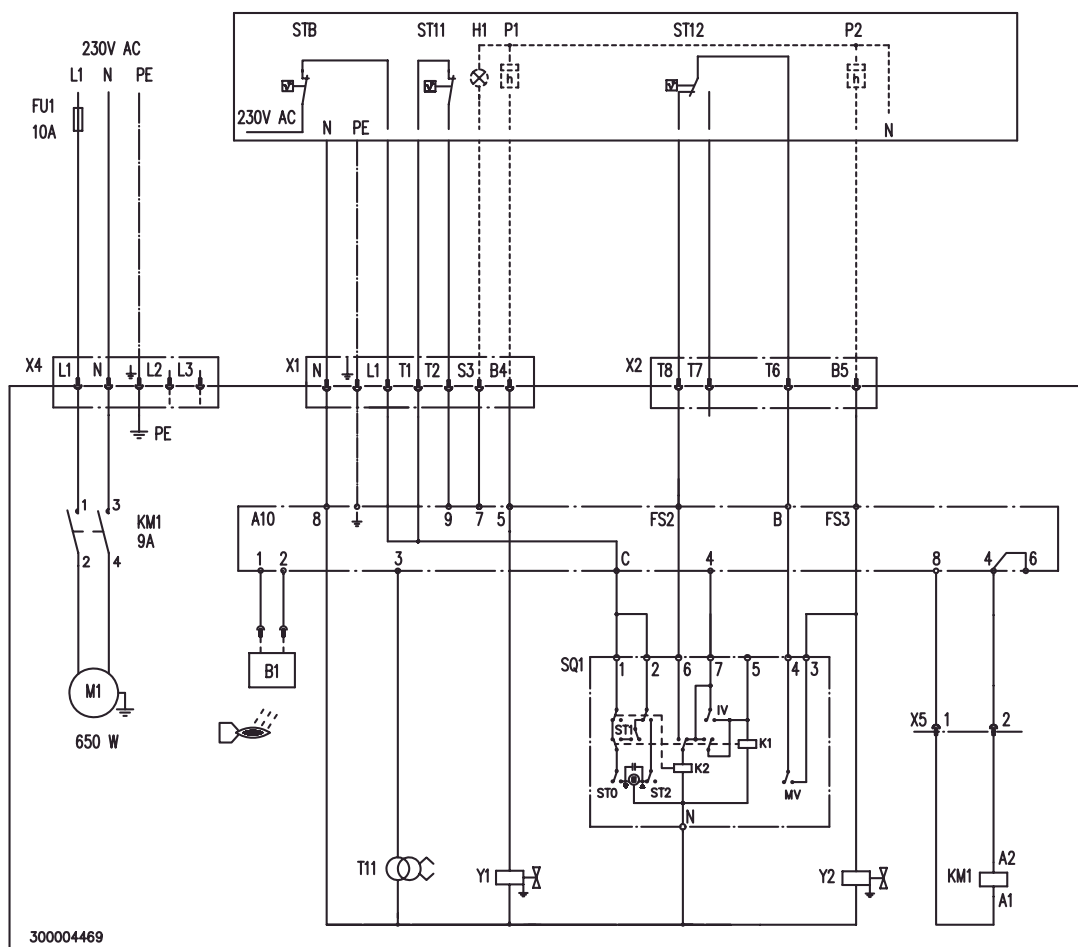 STB ST11 H1 P1 ST12 P2
230V AC
L1 N PE
FU1
10A
230V AC N PE N
h h
X4 L1 N L2 L3
X1 N L1 T1 T2 S3 B4
X2 T8 T7 T6 B5
PE
A10 8 9 7 5 FS2 B FS3
1 3
KM1
9A
2 4
1 2 3 C 4 8 4 6
B1
SQ1 1 2 6 7 5 4 3
M1
650 W
IV
ST1
K1
K2
ST0 ST2 MV
N
X5 1 2
T11 Y1 Y2 KM1 A2
A1
300004469